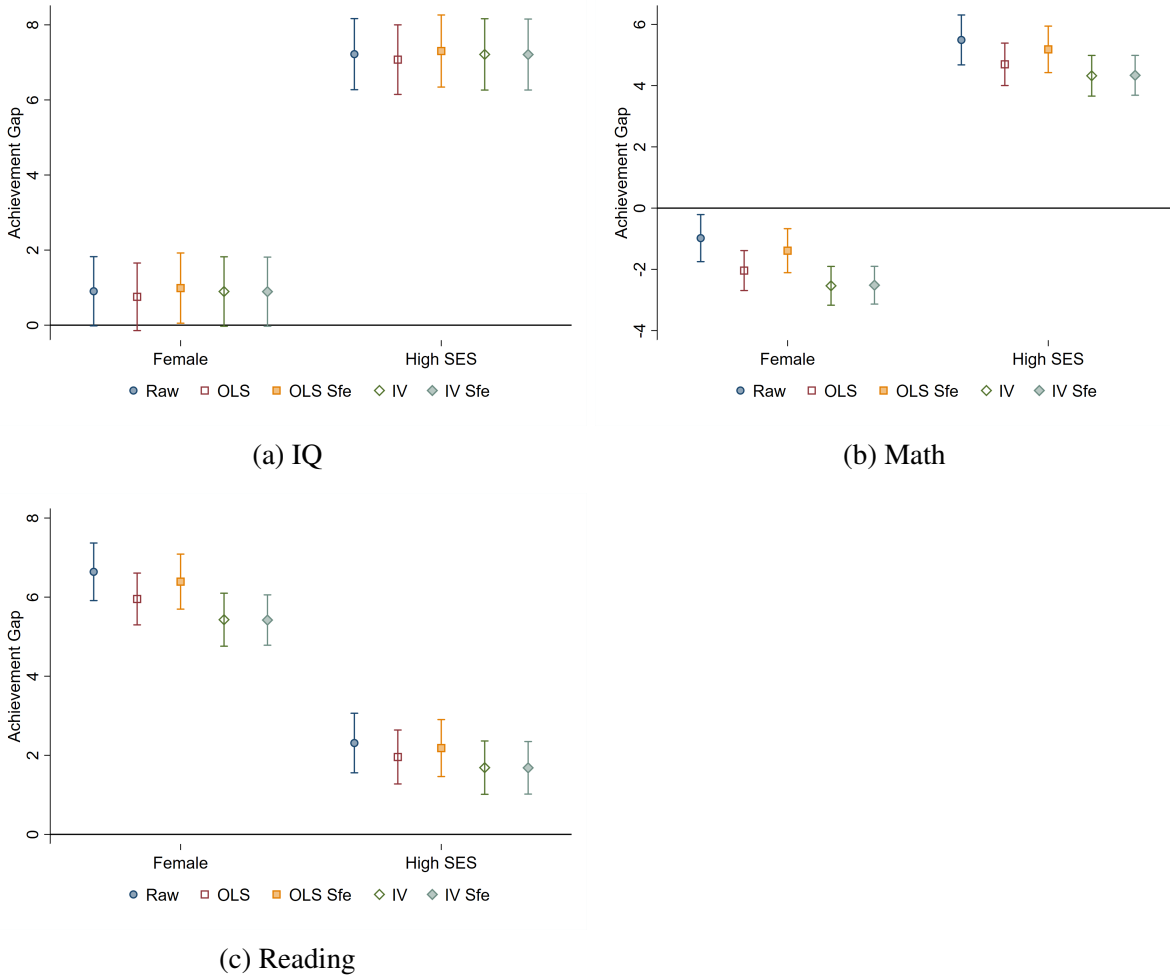 Achievement Gap
8
6
4
2
0
Female High SES
Raw OLS OLS Sfe IV IV Sfe
(a) IQ
Achievement Gap
6
4
2
0
-2
-4
Female High SES
Raw OLS OLS Sfe IV IV Sfe
(b) Math
Achievement Gap
8
6
4
2
0
Female High SES
Raw OLS OLS Sfe IV IV Sfe
(c) Reading